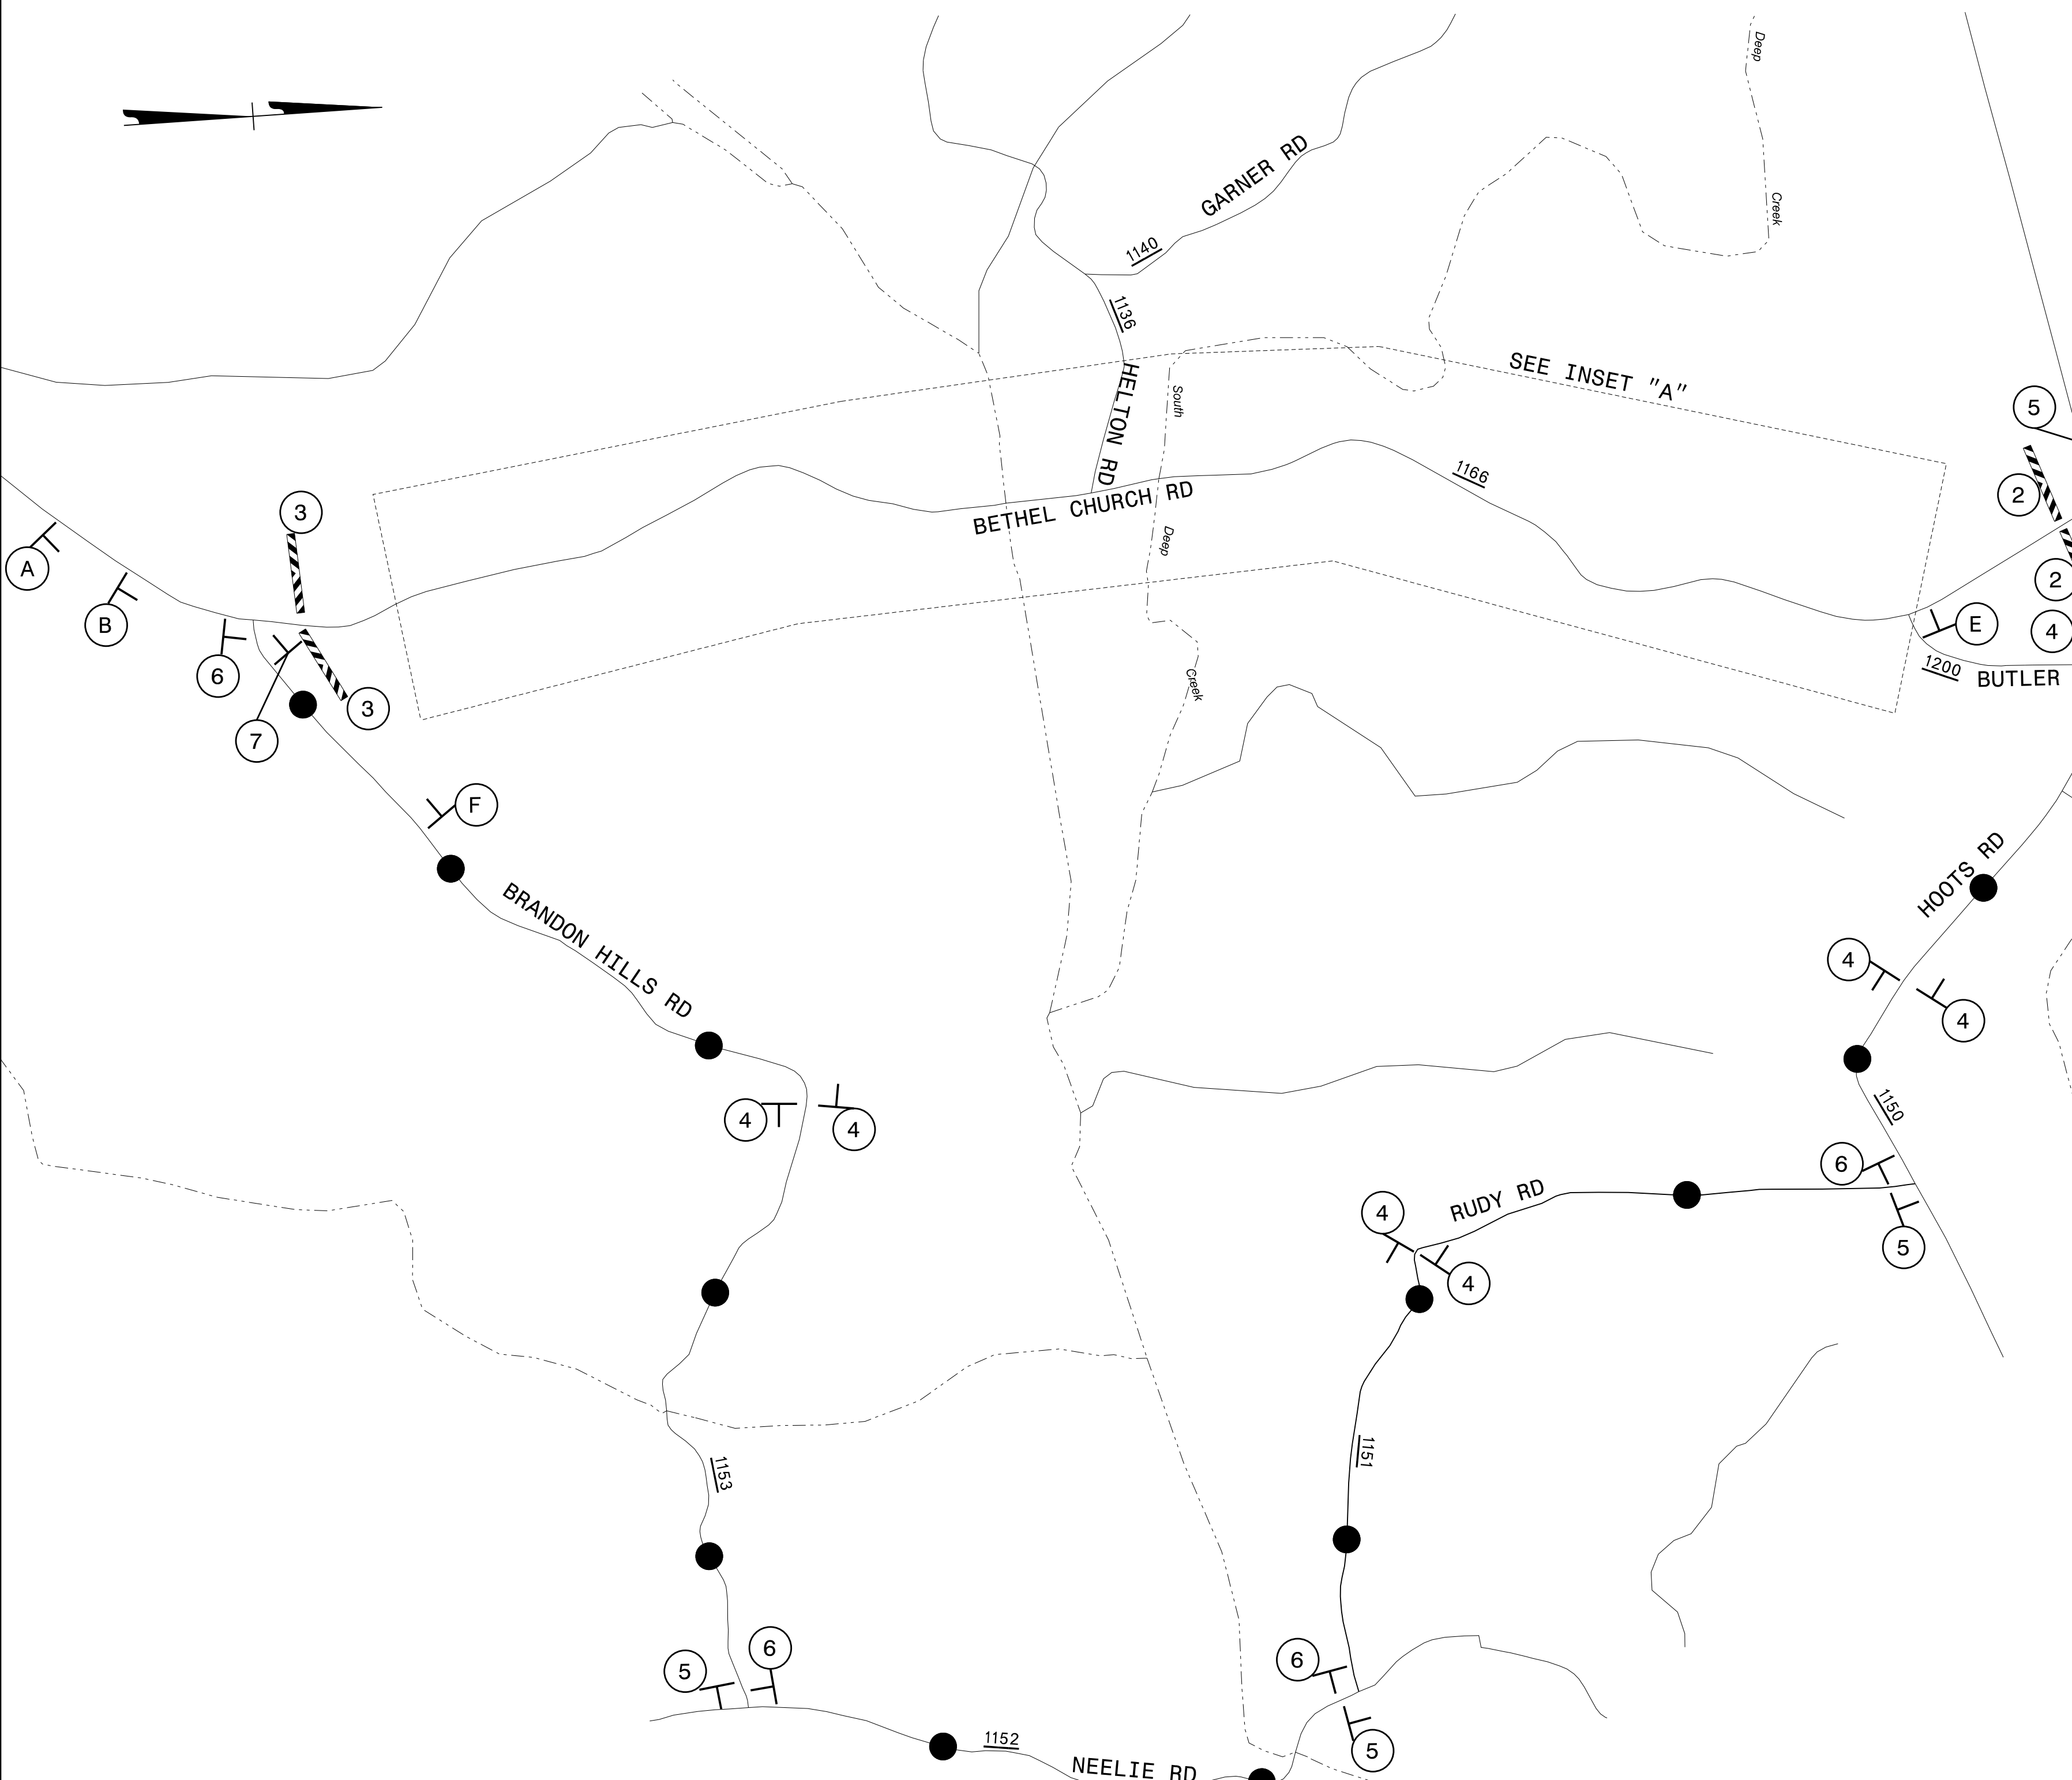 Deep
Creek
GARNER RD
1140
1136
HELTON RD
SEE INSET "A"
South
5
1166
BETHEL CHURCH RD
2
3
Deep
A
2
B
E
4
6
1200
BUTLER
3
7
Creek
F
HOOTS RD
BRANDON HILLS RD
4
4
4
4
1150
6
RUDY RD
4
5
4
1151
1153
6
5
6
5
1152
NEELIE RD